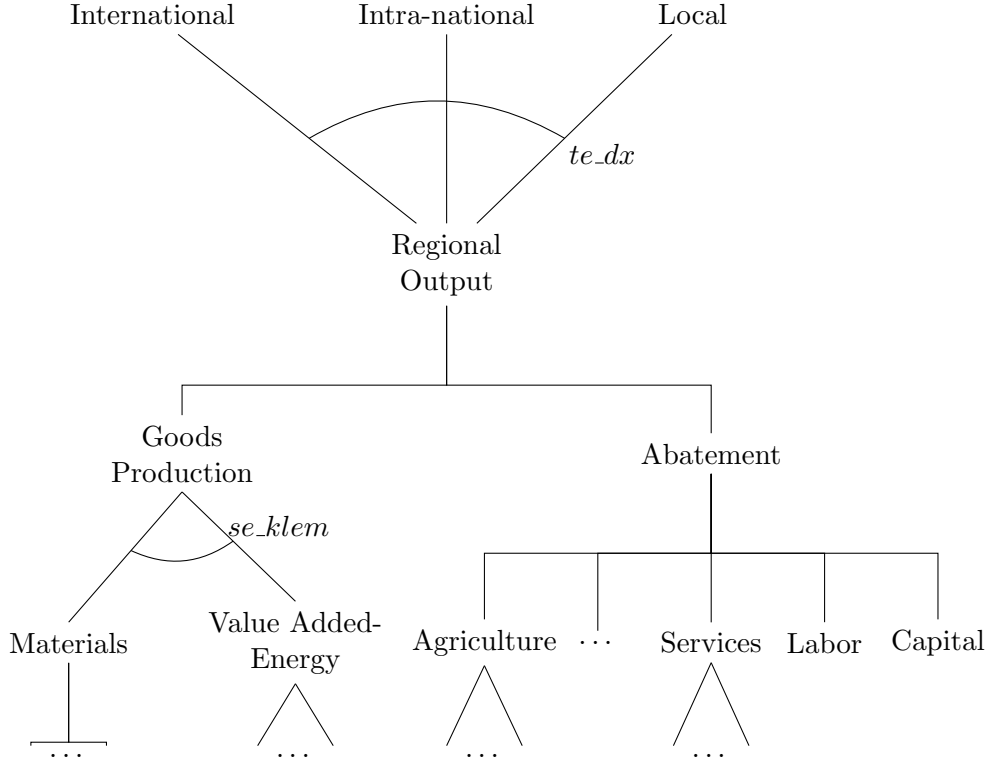 International Intra-national Local
te_dx
Regional
Output
Goods
Production
Abatement
se_klem
Materials
Value Added-
Energy
Agriculture ... Services Labor Capital
... ... ... ...